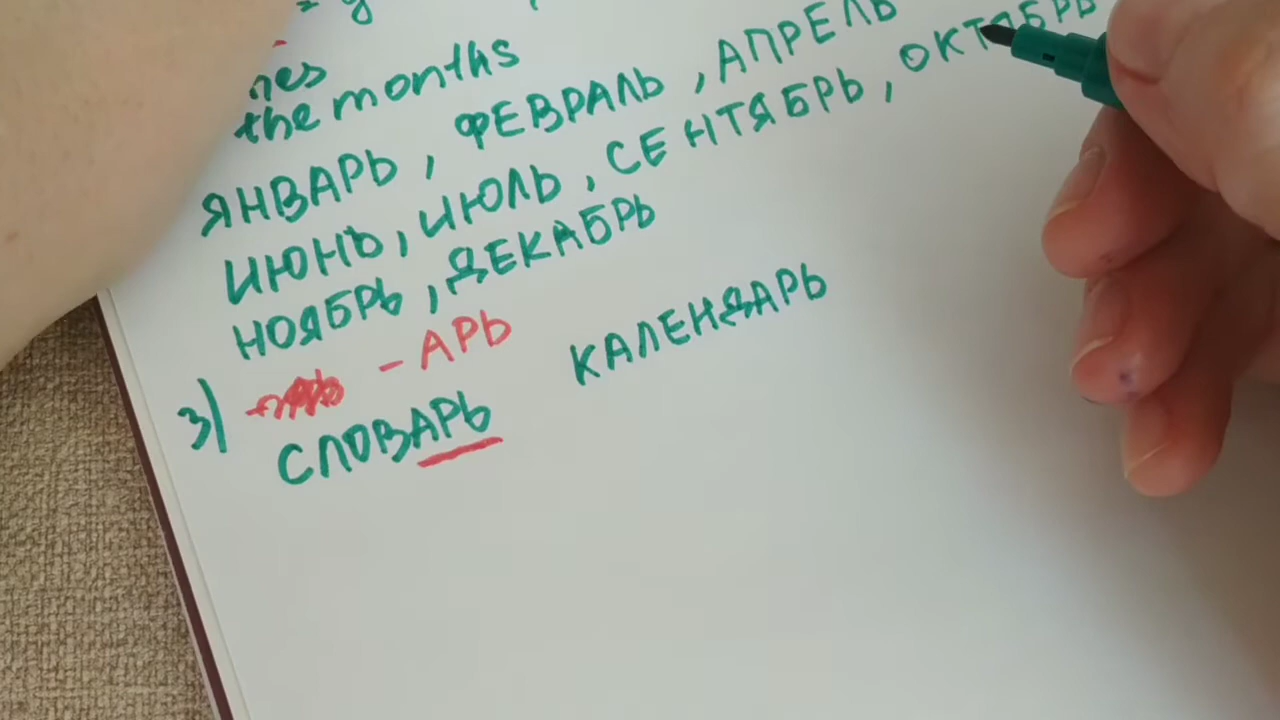 the months
ЯНВАРЬ, ФЕВРАЛЬ, АПРЕЛЬ
ИЮНЬ, ИЮЛЬ, СЕНТЯБРЬ, ОКТЯБРЬ
НОЯБРЬ, ДЕКАБРЬ
3) -АРЬ
СЛОВАРЬ КАЛЕНДАРЬ